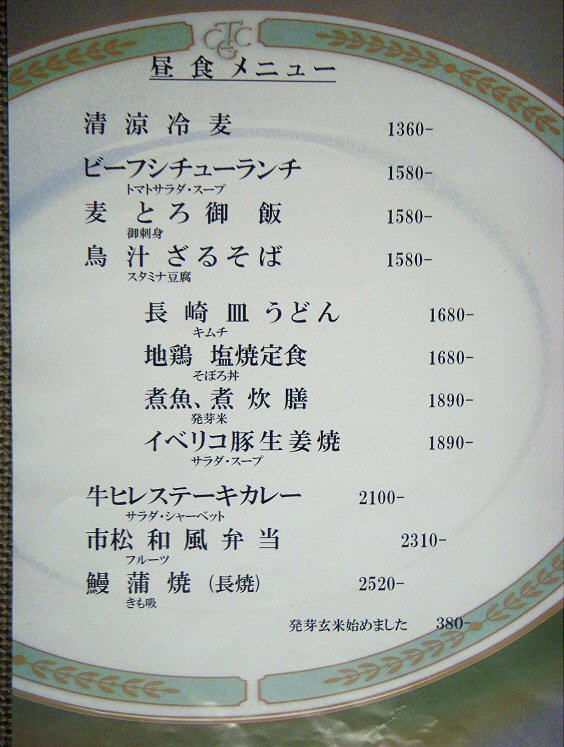 昼食メニュー
清涼冷麦 1360-
ビーフシチューランチ 1580-
トマトサラダ・スープ
麦とろ御飯 1580-
御刺身
鳥汁ざるそば 1580-
スタミナ豆腐
長崎皿うどん 1680-
キムチ
地鶏 塩焼定食 1680-
そぼろ丼
煮魚、煮炊膳 1890-
発芽米
イベリコ豚生姜焼 1890-
サラダ・スープ
牛ヒレステーキカレー 2100-
サラダ・シャーベット
市松和風弁当 2310-
フルーツ
鰻蒲焼(長焼) 2520-
きも吸
発芽玄米始めました 380-